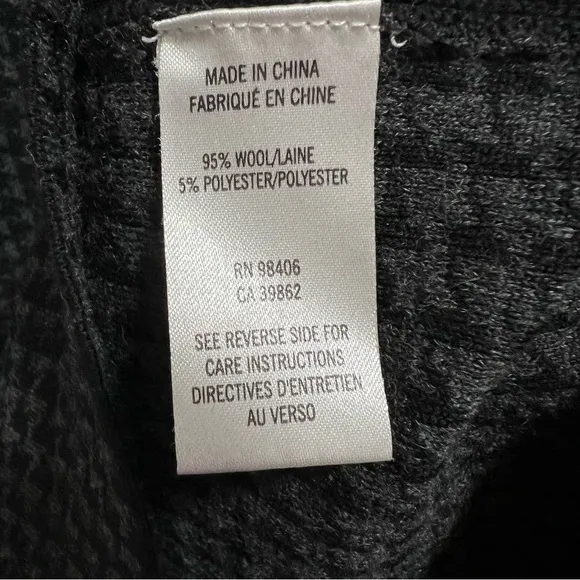 MADE IN CHINA
FABRIQUÉ EN CHINE
95% WOOL/LAINE
5% POLYESTER/POLYESTER
RN 98406
CA 39862
SEE REVERSE SIDE FOR
CARE INSTRUCTIONS
DIRECTIVES D'ENTRETIEN
AU VERSO